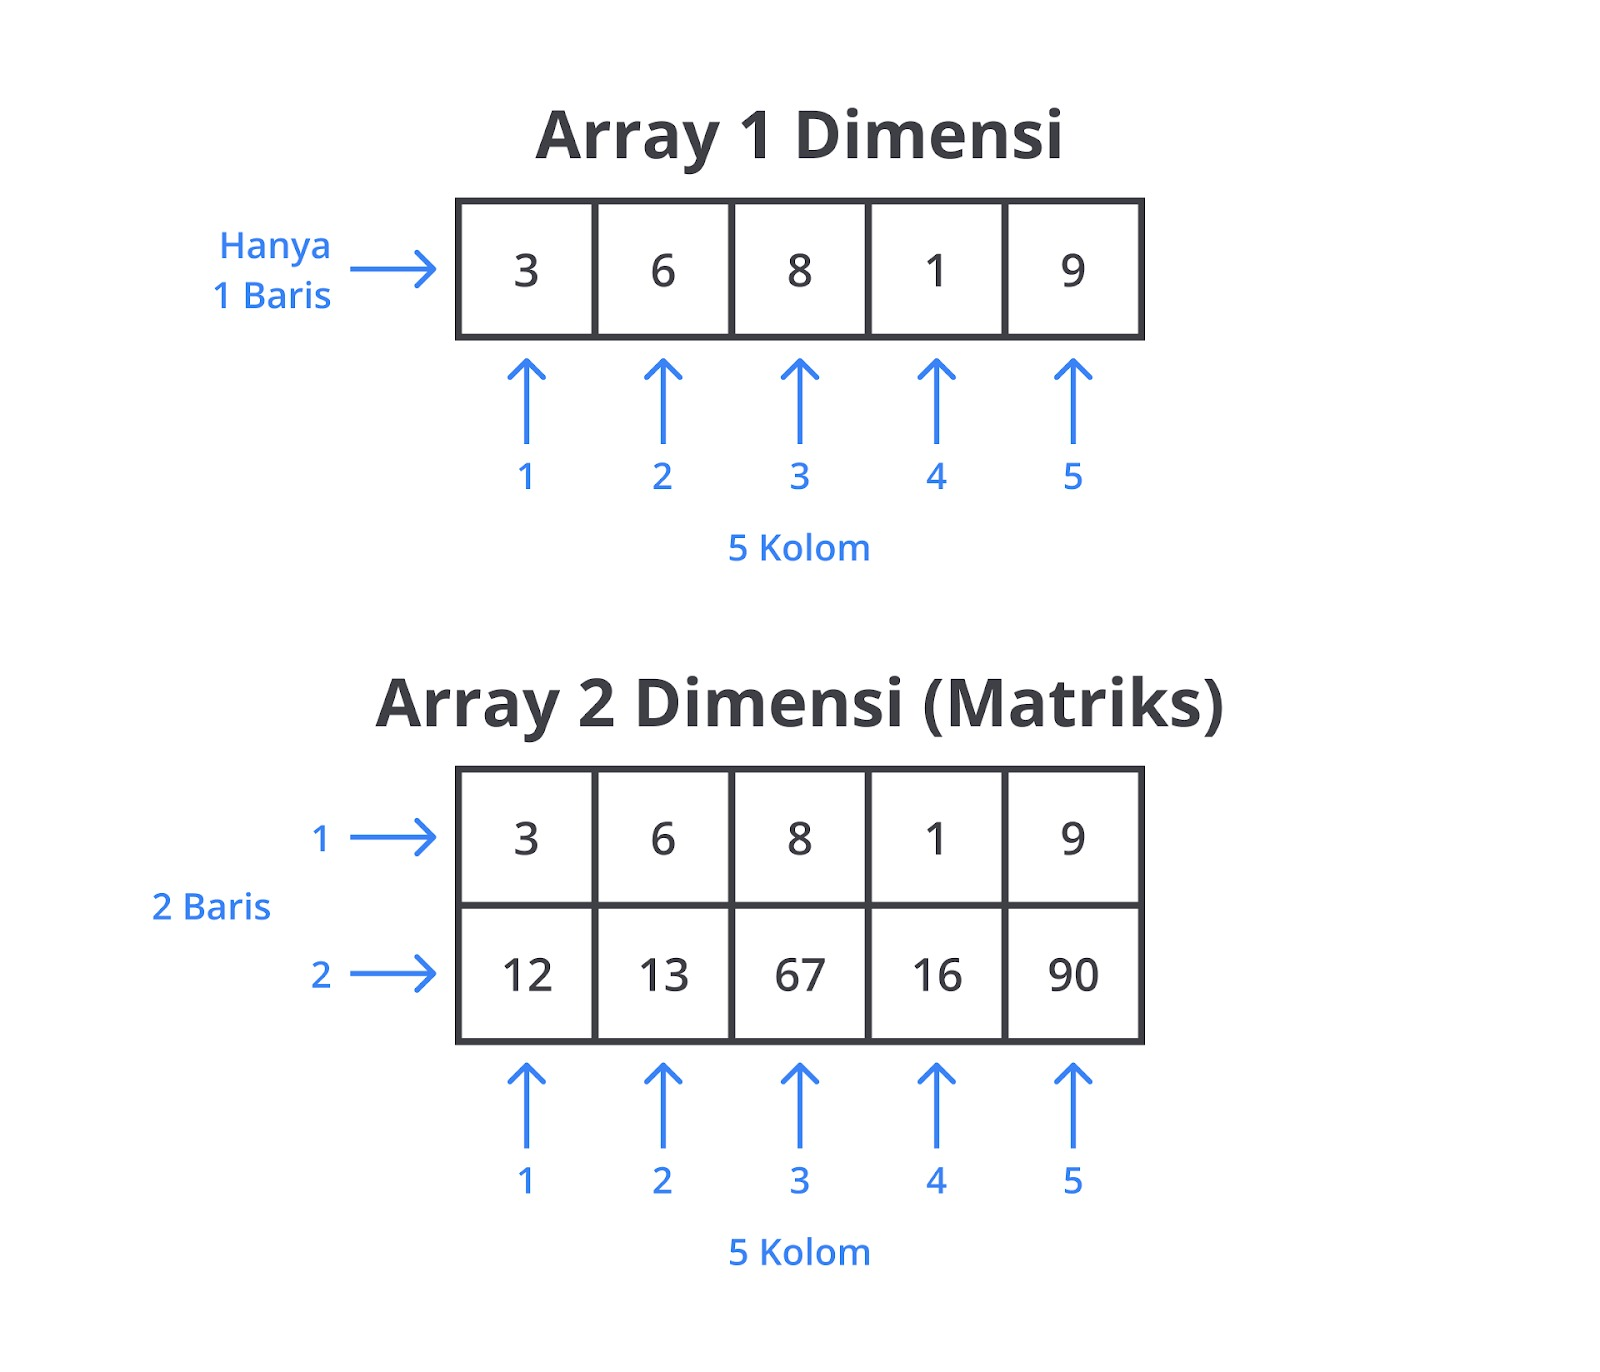 Array 1 Dimensi
Hanya
1 Baris
3 6 8 1 9
1 2 3 4 5
5 Kolom
Array 2 Dimensi (Matriks)
1
3 6 8 1 9
2 Baris
2
12 13 67 16 90
1 2 3 4 5
5 Kolom